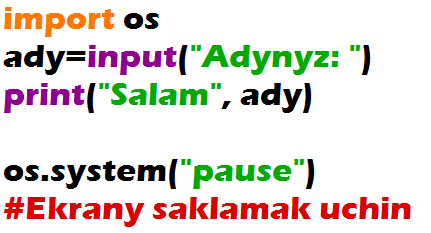 import os
ady=input("Adynyz: ")
print("Salam", ady)
os.system("pause")
#Ekrany saklamak uchin